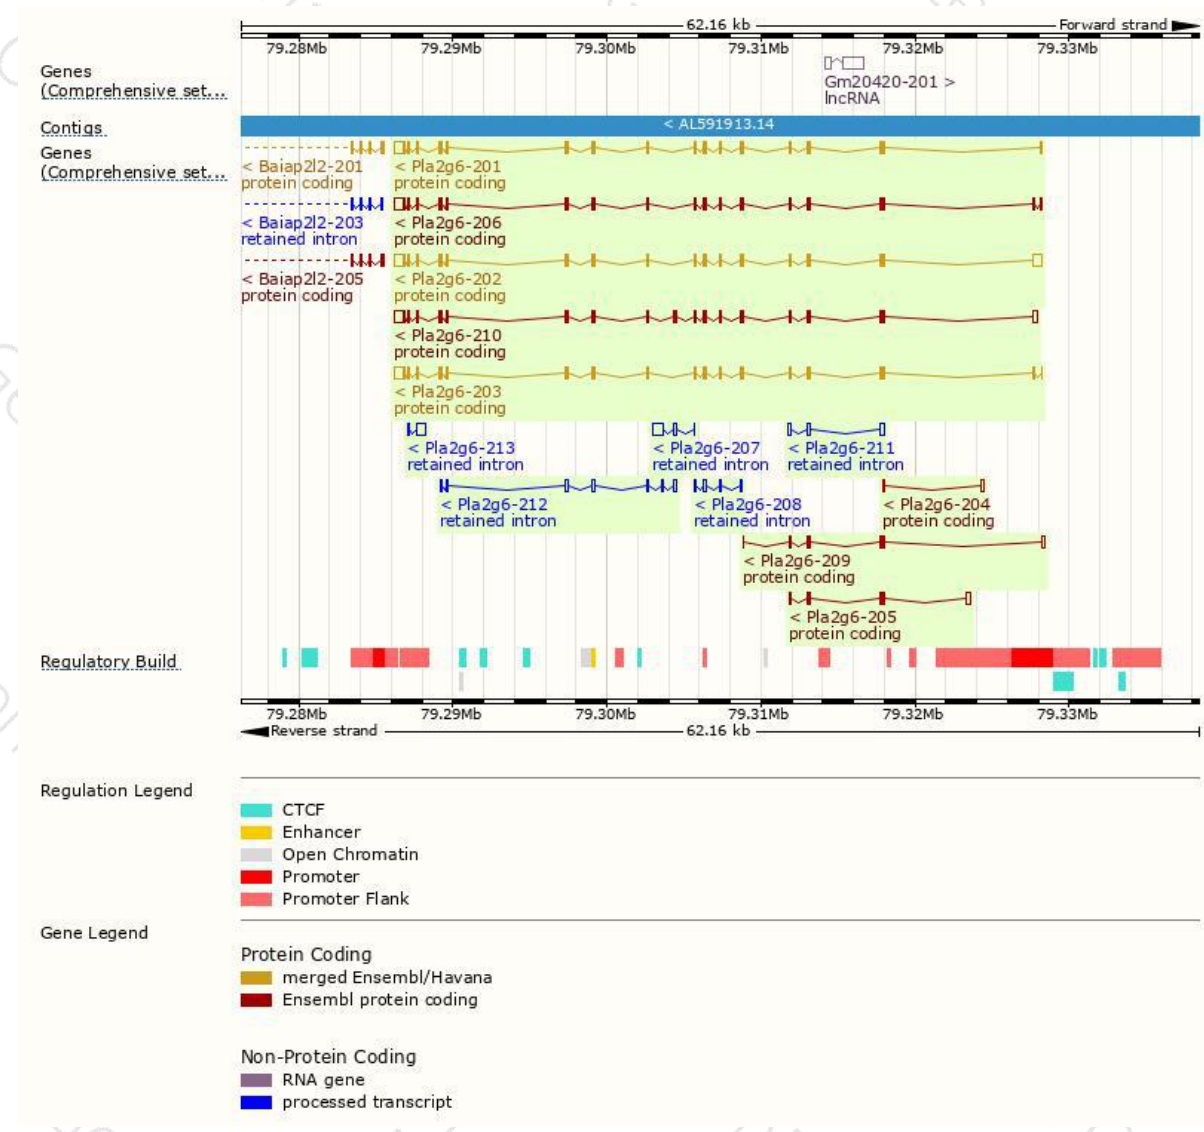 62.16 kb Forward strand
79.28Mb 79.29Mb 79.30Mb 79.31Mb 79.32Mb 79.33Mb
Genes
(Comprehensive set...
Gm20420-201 >
lncRNA
Contigs
< AL591913.14
Genes
(Comprehensive set...
< Baiap2l2-201 < Pla2g6-201
protein coding protein coding
< Baiap2l2-203 < Pla2g6-206
retained intron protein coding
< Baiap2l2-205 < Pla2g6-202
protein coding protein coding
< Pla2g6-210
protein coding
< Pla2g6-203
protein coding
< Pla2g6-213 < Pla2g6-207 < Pla2g6-211
retained intron retained intron retained intron
< Pla2g6-212 < Pla2g6-208 < Pla2g6-204
retained intron retained intron protein coding
< Pla2g6-209
protein coding
< Pla2g6-205
protein coding
Regulatory Build
79.28Mb 79.29Mb 79.30Mb 79.31Mb 79.32Mb 79.33Mb
Reverse strand 62.16 kb
Regulation Legend
CTCF
Enhancer
Open Chromatin
Promoter
Promoter Flank
Gene Legend
Protein Coding
merged Ensembl/Havana
Ensembl protein coding
Non-Protein Coding
RNA gene
processed transcript